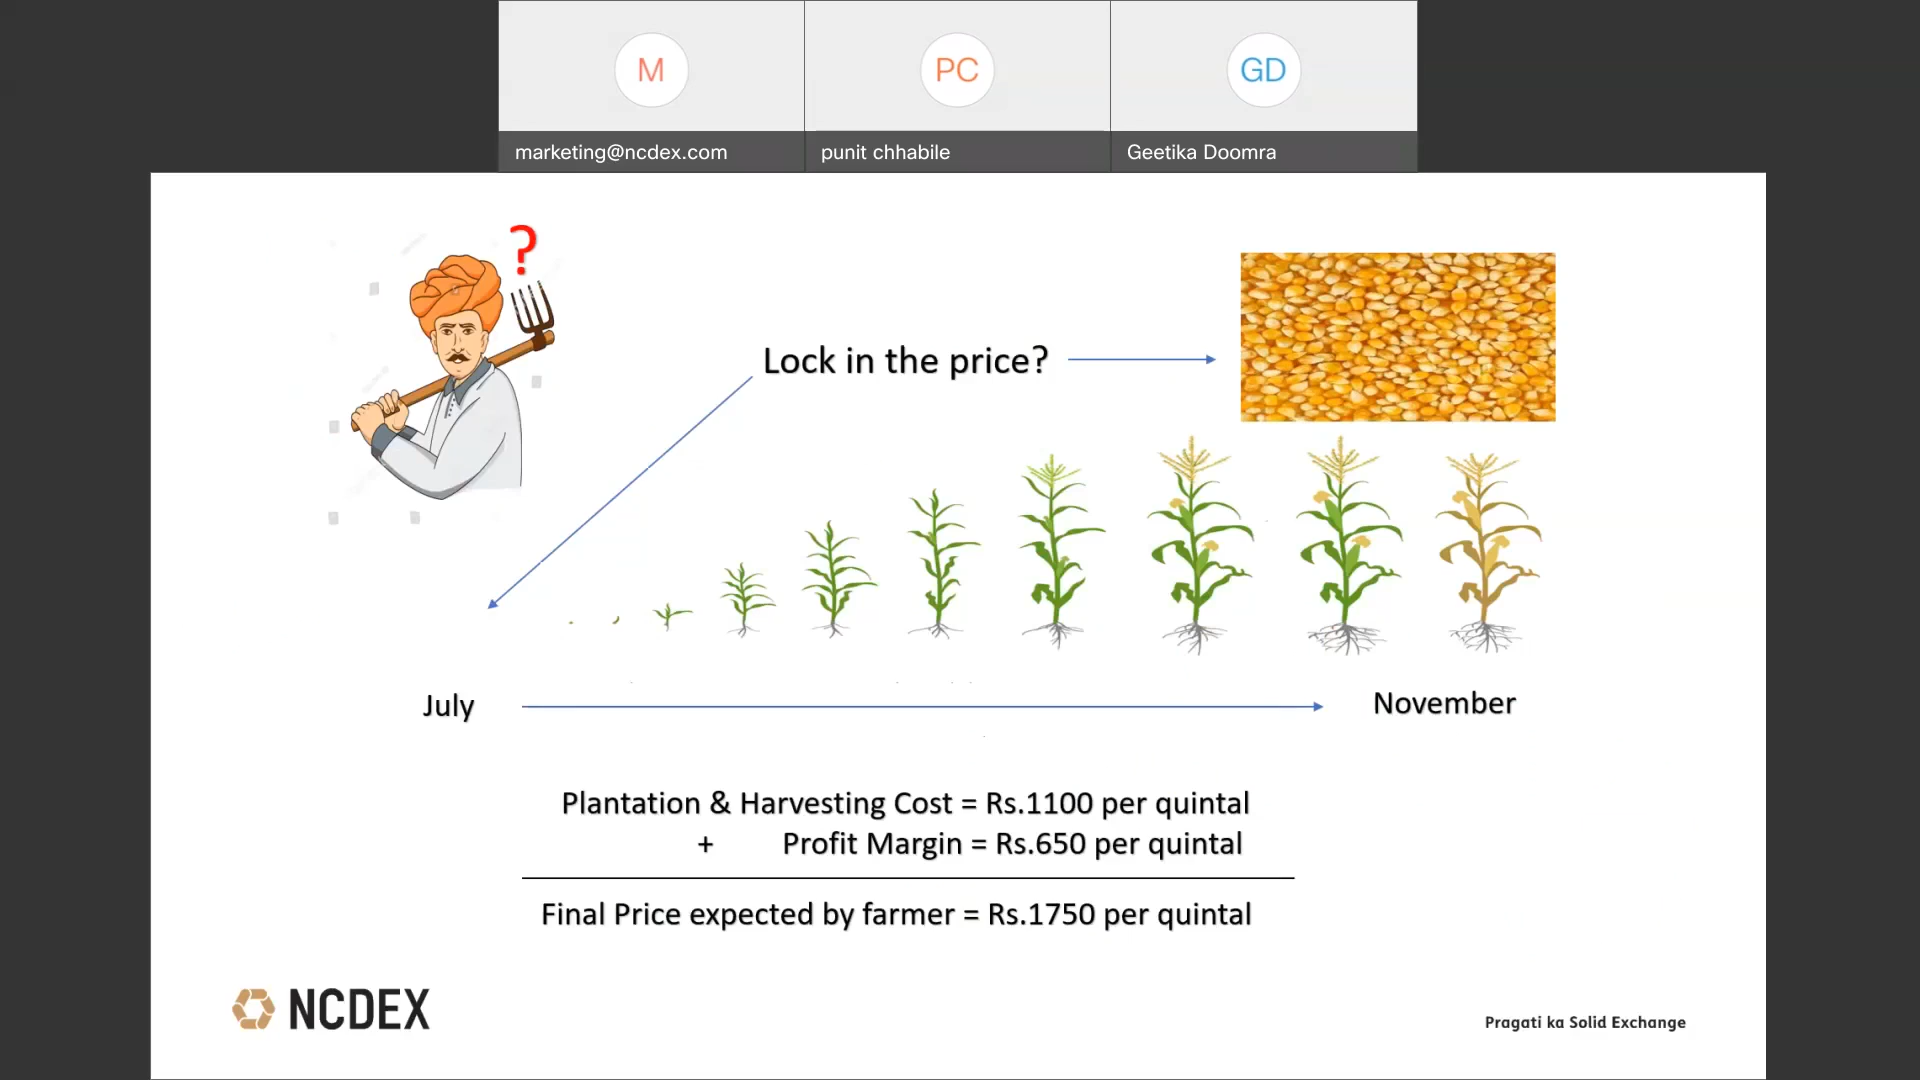 M
PC
GD
marketing@ncdex.com
punit chhabile
Geetika Doomra
?
Lock in the price?
July
November
Plantation & Harvesting Cost = Rs.1100 per quintal
+ Profit Margin = Rs.650 per quintal
Final Price expected by farmer = Rs.1750 per quintal
NCDEX
Pragati ka Solid Exchange